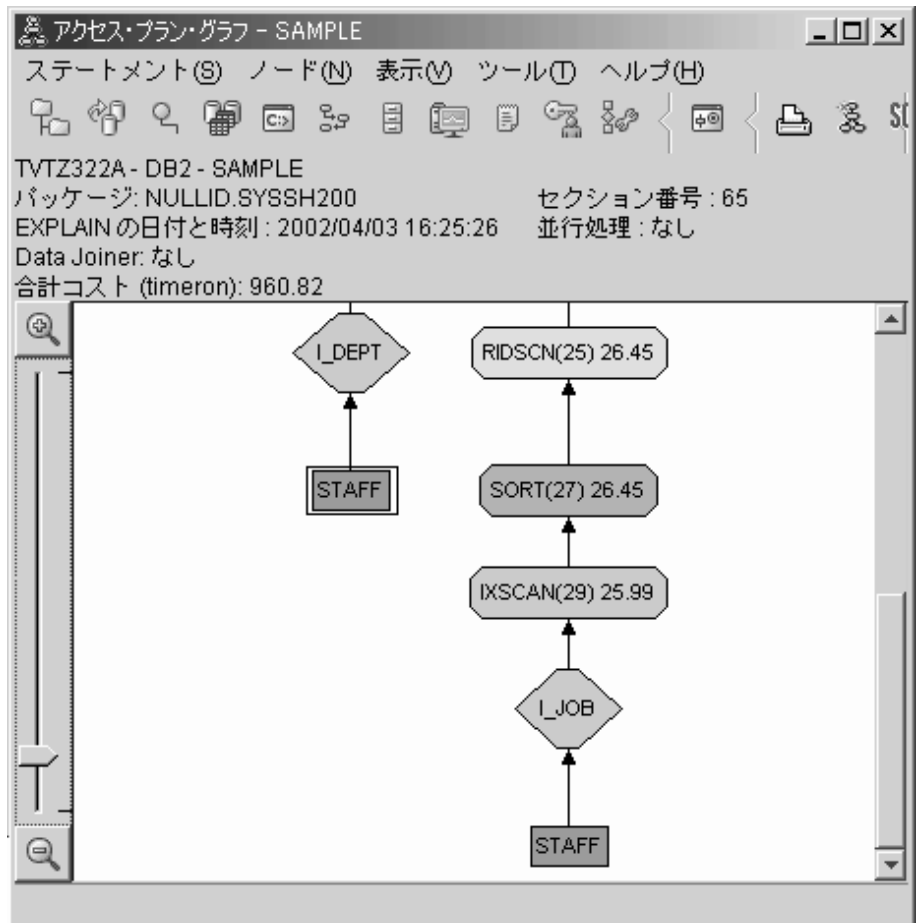 アクセス・プラン・グラフ - SAMPLE
ステートメント(S) ノード(N) 表示(V) ツール(T) ヘルプ(H)
C:>
TVTZ322A - DB2 - SAMPLE
パッケージ: NULLID.SYSSH200 セクション番号 : 65
EXPLAIN の日付と時刻 : 2002/04/03 16:25:26 並行処理 : なし
Data Joiner: なし
合計コスト (timeron): 960.82
I_DEPT
RIDSCN(25) 26.45
STAFF
SORT(27) 26.45
IXSCAN(29) 25.99
I_JOB
STAFF